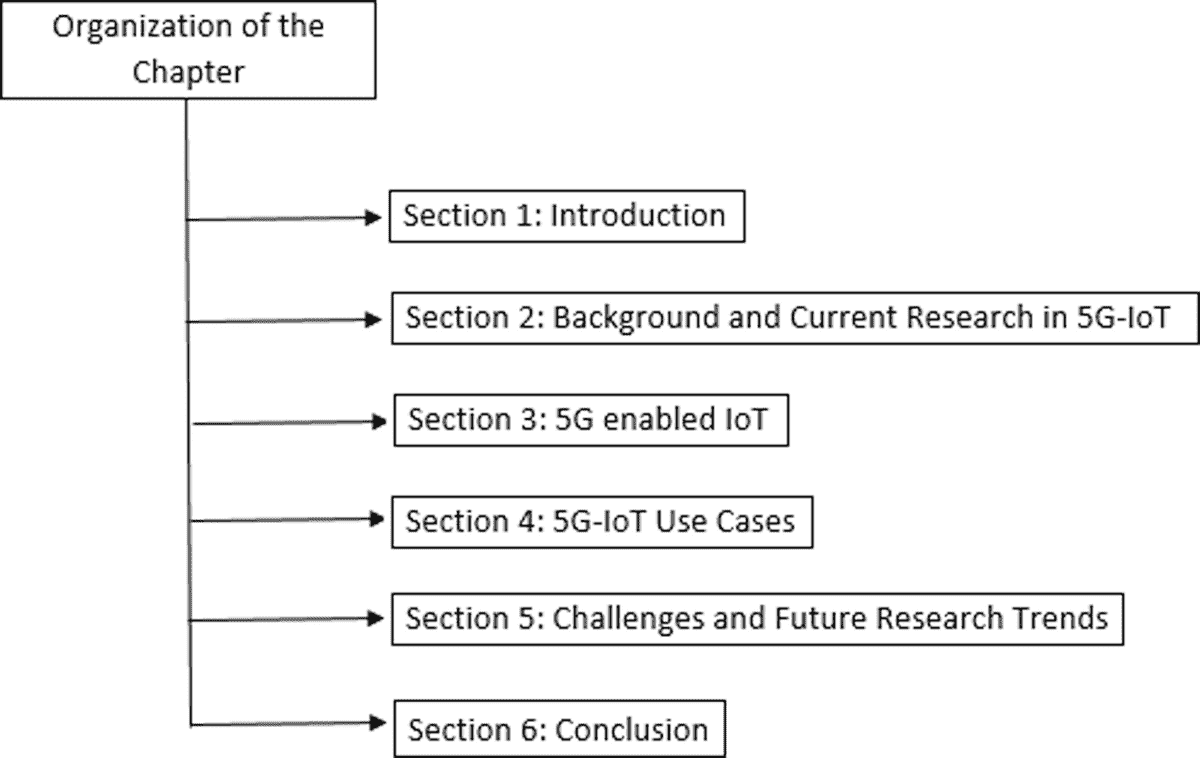 Organization of the
Chapter
Section 1: Introduction
Section 2: Background and Current Research in 5G-IoT
Section 3: 5G enabled IoT
Section 4: 5G-IoT Use Cases
Section 5: Challenges and Future Research Trends
Section 6: Conclusion